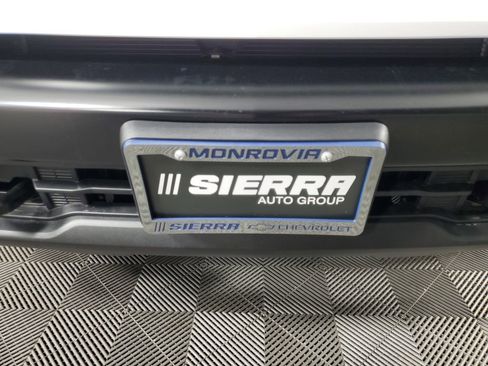 MONROVIA
SIERRA
AUTO GROUP
SIERRA CHEVROLET